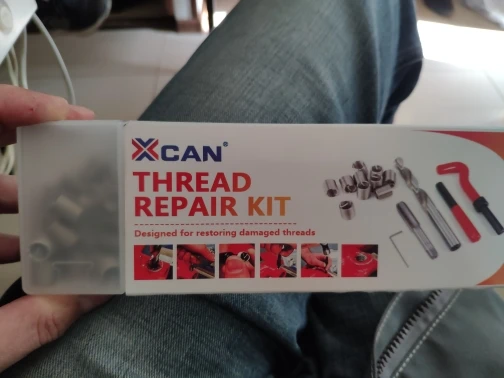 XCAN®
THREAD
REPAIR KIT
Designed for restoring damaged threads